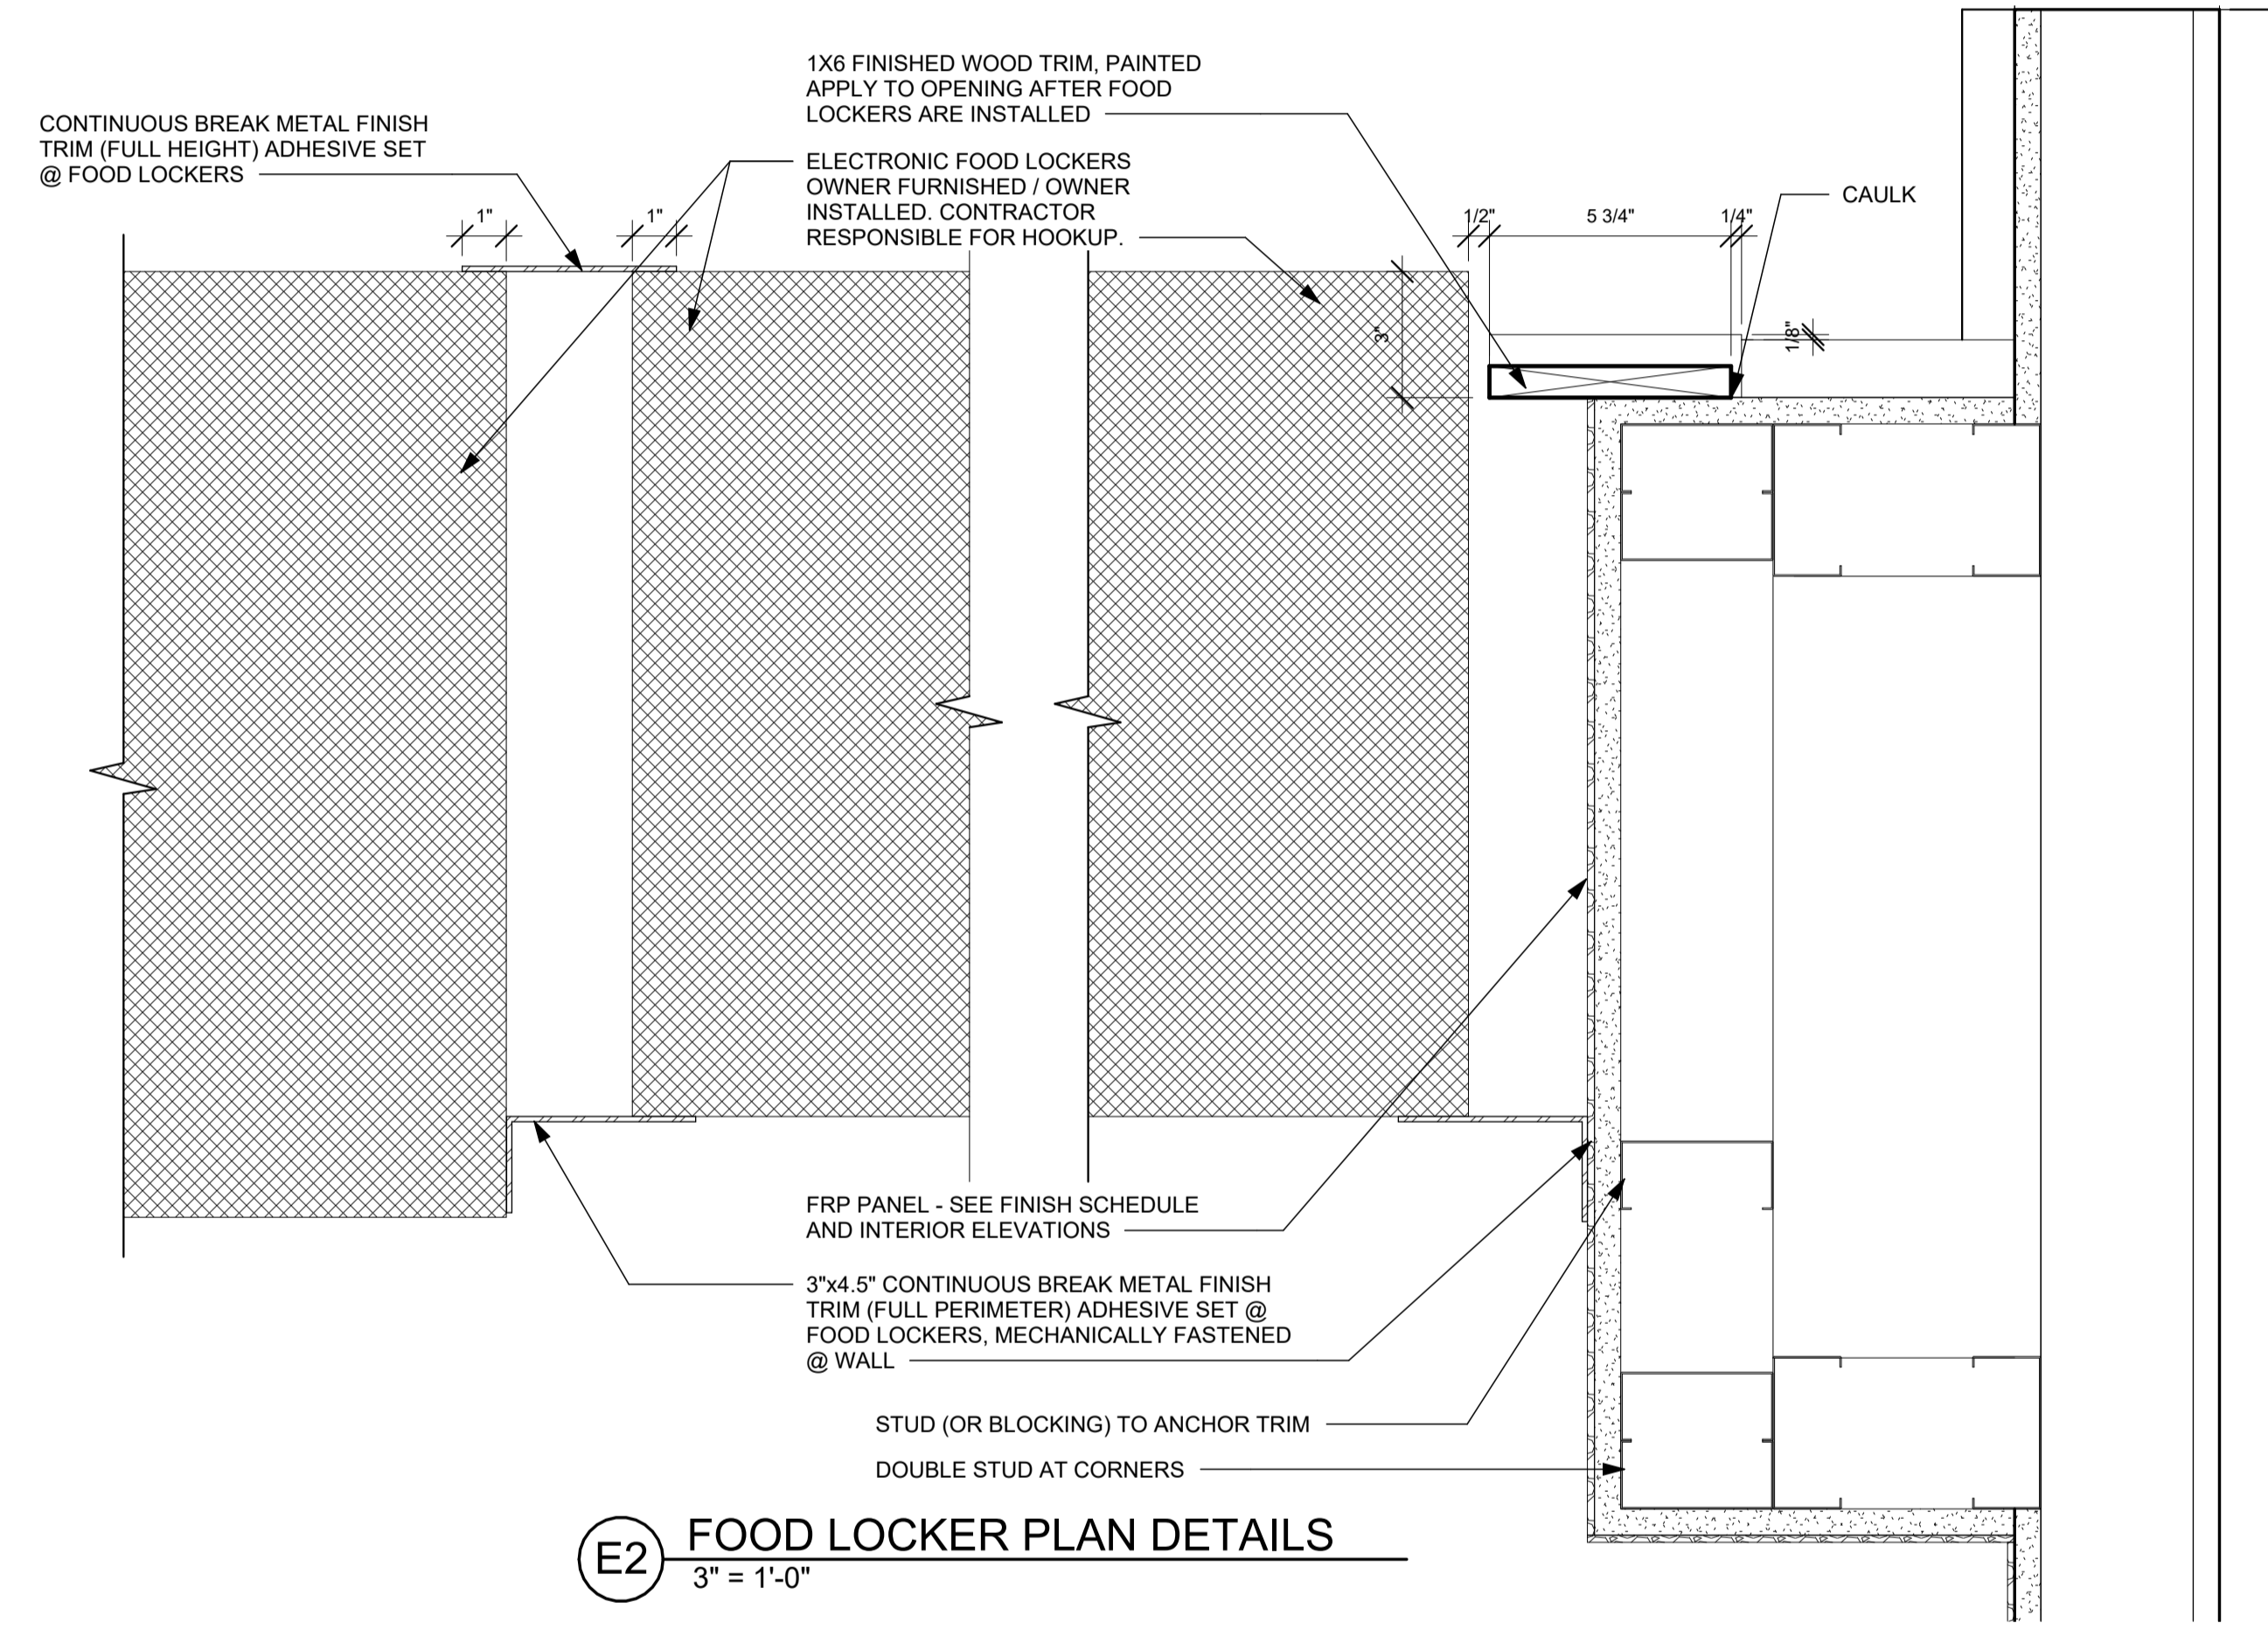 1X6 FINISHED WOOD TRIM, PAINTED
APPLY TO OPENING AFTER FOOD
LOCKERS ARE INSTALLED
CONTINUOUS BREAK METAL FINISH
TRIM (FULL HEIGHT) ADHESIVE SET
@ FOOD LOCKERS
ELECTRONIC FOOD LOCKERS
OWNER FURNISHED / OWNER
INSTALLED. CONTRACTOR
RESPONSIBLE FOR HOOKUP.
CAULK
1"
1"
1/2"
5 3/4"
1/4"
3"
1/8"
FRP PANEL - SEE FINISH SCHEDULE
AND INTERIOR ELEVATIONS
3"x4.5" CONTINUOUS BREAK METAL FINISH
TRIM (FULL PERIMETER) ADHESIVE SET @
FOOD LOCKERS, MECHANICALLY FASTENED
@ WALL
STUD (OR BLOCKING) TO ANCHOR TRIM
DOUBLE STUD AT CORNERS
E2
FOOD LOCKER PLAN DETAILS
3" = 1'-0"